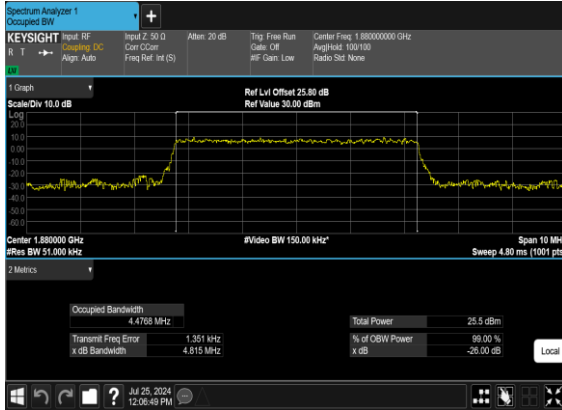 Spectrum Analyzer 1
Occupied BW
+
KEYSIGHT
R T
LXI
Input: RF
Coupling: DC
Align: Auto
Input Z: 50 Ω
Corr CCorr
Freq Ref: Int (S)
Atten: 20 dB
Trig: Free Run
Gate: Off
#IF Gain: Low
Center Freq: 1.880000000 GHz
Avg|Hold: 100/100
Radio Std: None
1 Graph
Scale/Div 10.0 dB
Ref Lvl Offset 25.80 dB
Ref Value 30.00 dBm
Log
20.0
10.0
0.00
-10.0
-20.0
-30.0
-40.0
-50.0
-60.0
Center 1.880000 GHz
#Res BW 51.000 kHz
#Video BW 150.00 kHz*
Span 10 MH
Sweep 4.80 ms (1001 pts
2 Metrics
Occupied Bandwidth
4.4768 MHz
Transmit Freq Error 1.351 kHz
x dB Bandwidth 4.815 MHz
Total Power 25.5 dBm
% of OBW Power 99.00 %
x dB -26.00 dB
Local
?
Jul 25, 2024
12:06:49 PM